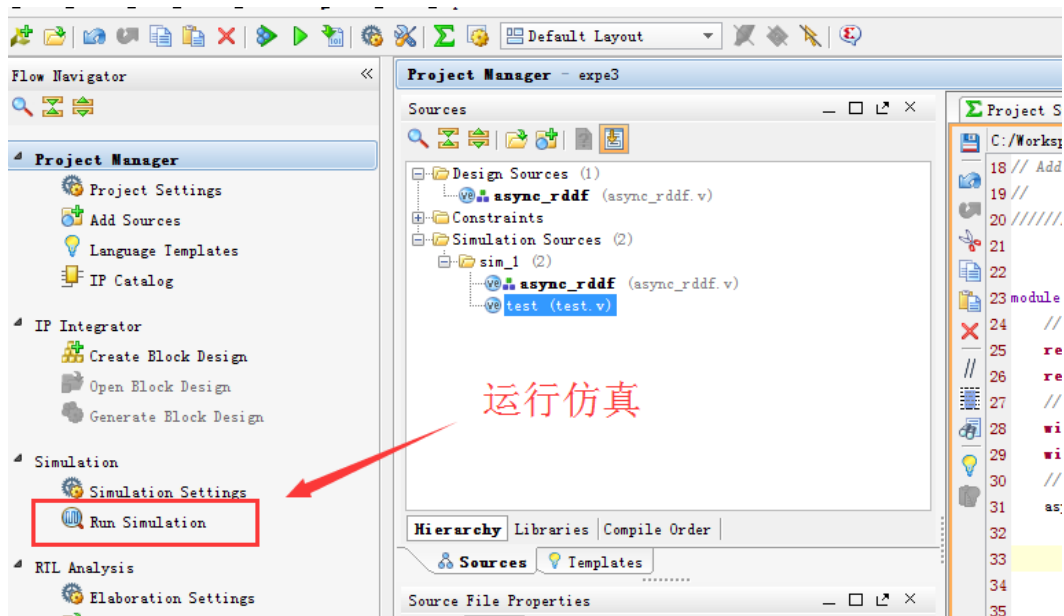 Default Layout
Flow Navigator
Project Manager
Project Settings
Add Sources
Language Templates
IP Catalog
IP Integrator
Create Block Design
Open Block Design
Generate Block Design
Simulation
Simulation Settings
Run Simulation
RTL Analysis
Elaboration Settings
Project Manager - expe3
Sources
Design Sources (1)
async_rddf (async_rddf.v)
Constraints
Simulation Sources (2)
sim_1 (2)
async_rddf (async_rddf.v)
test (test.v)
运行仿真
Hierarchy Libraries Compile Order
Sources Templates
Source File Properties
Project S
C:/Worksp
18 // Add
19 //
20 ///////
21
22
23 module
24 //
25 re
26 re
27 //
28 wi
29 wi
30 //
31 as
32
33
34
35